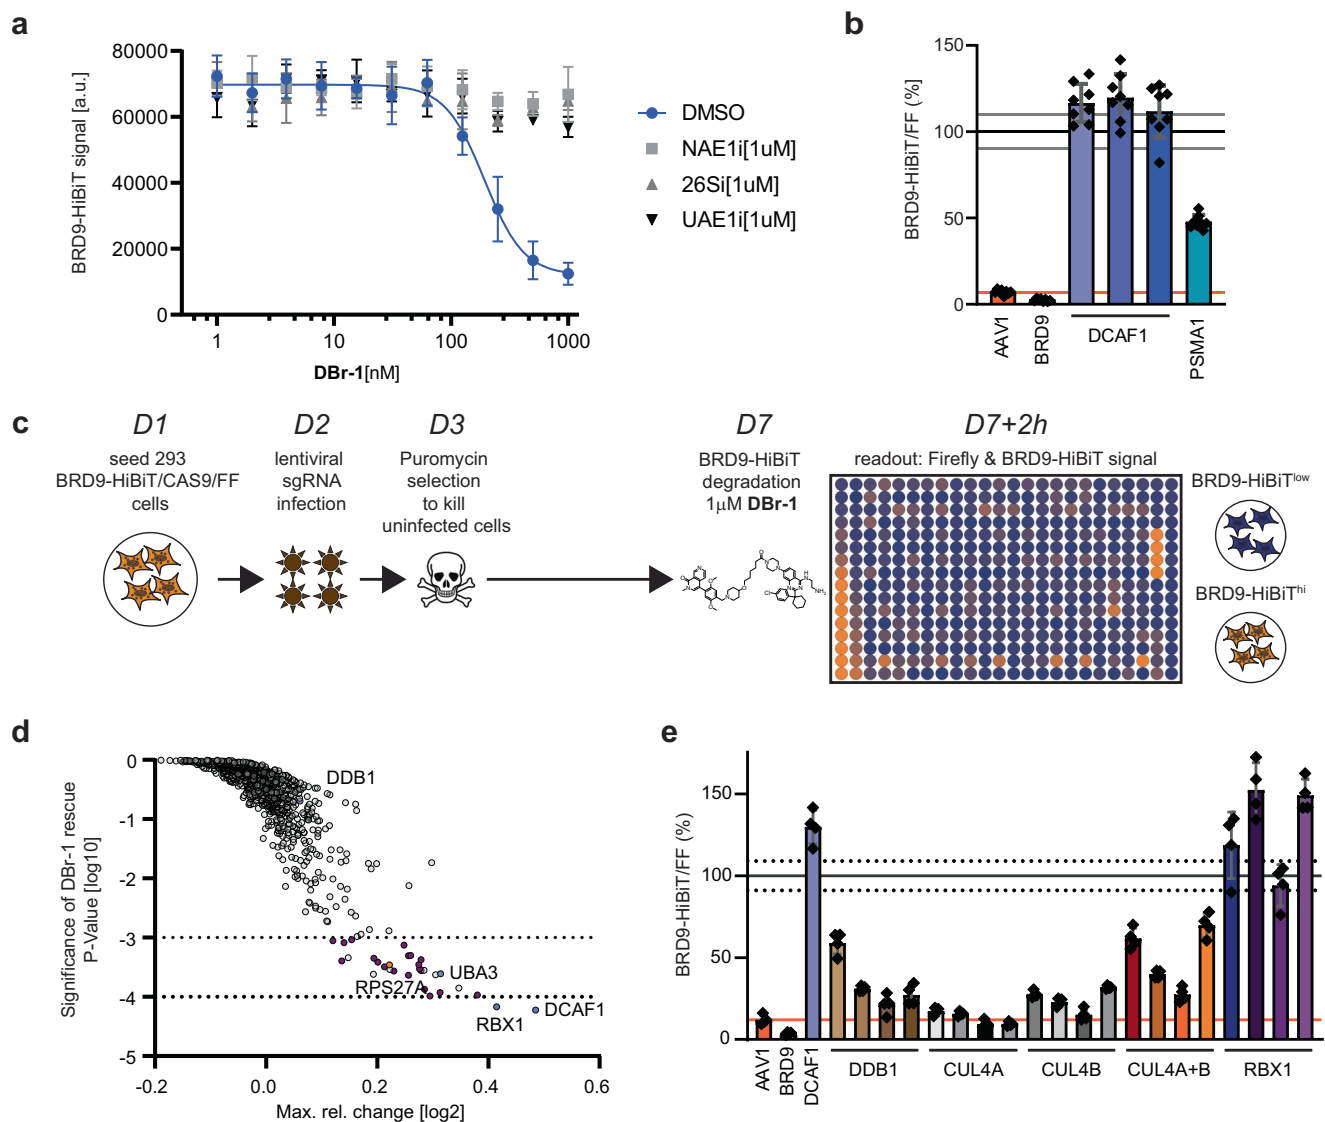 a
80000
60000
40000
20000
0
BRD9-HiBiT signal [a.u.]
1
10
100
1000
DBr-1[nM]
DMSO
NAE1i[1uM]
26Si[1uM]
UAE1i[1uM]
b
150
100
50
0
BRD9-HiBiT/FF (%)
AAV1
BRD9
DCAF1
PSMA1
c
D1
seed 293
BRD9-HiBiT/CAS9/FF
cells
D2
lentiviral
sgRNA
infection
D3
Puromycin
selection
to kill
uninfected cells
D7
BRD9-HiBiT
degradation
1µM DBr-1
D7+2h
readout: Firefly & BRD9-HiBiT signal
BRD9-HiBiTlow
BRD9-HiBiThi
d
0
-1
-2
-3
-4
-5
Significance of DBr-1 rescue
P-Value [log10]
DDB1
UBA3
RPS27A
RBX1
DCAF1
-0.2
0.0
0.2
0.4
0.6
Max. rel. change [log2]
e
150
100
50
0
BRD9-HiBiT/FF (%)
AAV1
BRD9
DCAF1
DDB1
CUL4A
CUL4B
CUL4A+B
RBX1